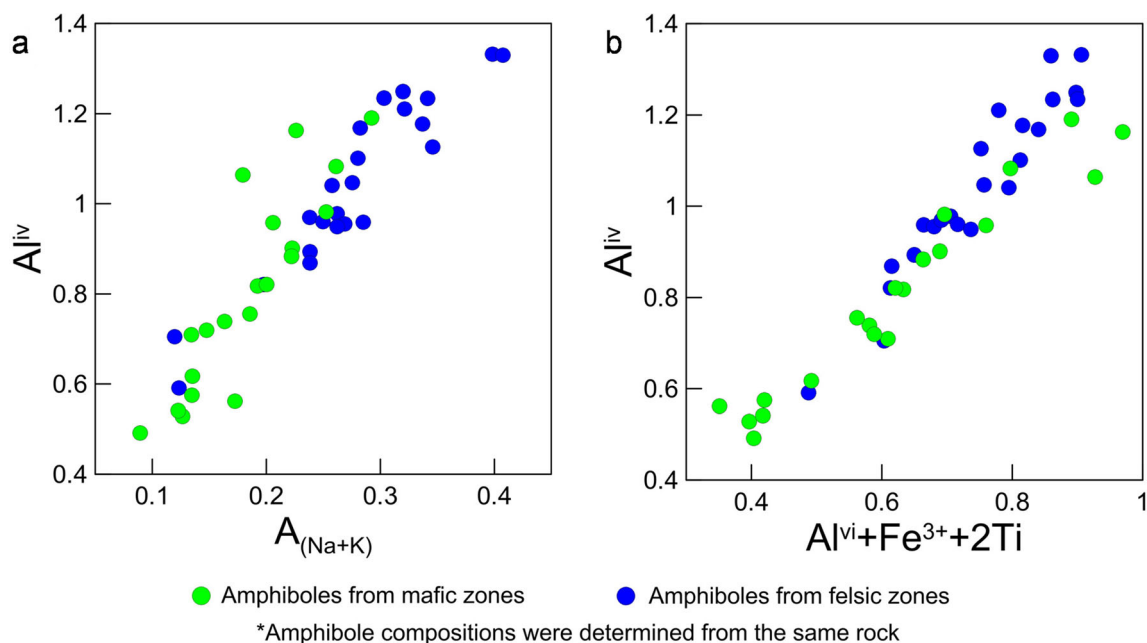 a
1.4
1.2
1
0.8
0.6
0.4
Al^iv
0.1
0.2
0.3
0.4
A_(Na+K)
b
1.4
1.2
1
0.8
0.6
0.4
Al^iv
0.4
0.6
0.8
1
Al^vi+Fe^3++2Ti
Amphiboles from mafic zones
Amphiboles from felsic zones
*Amphibole compositions were determined from the same rock